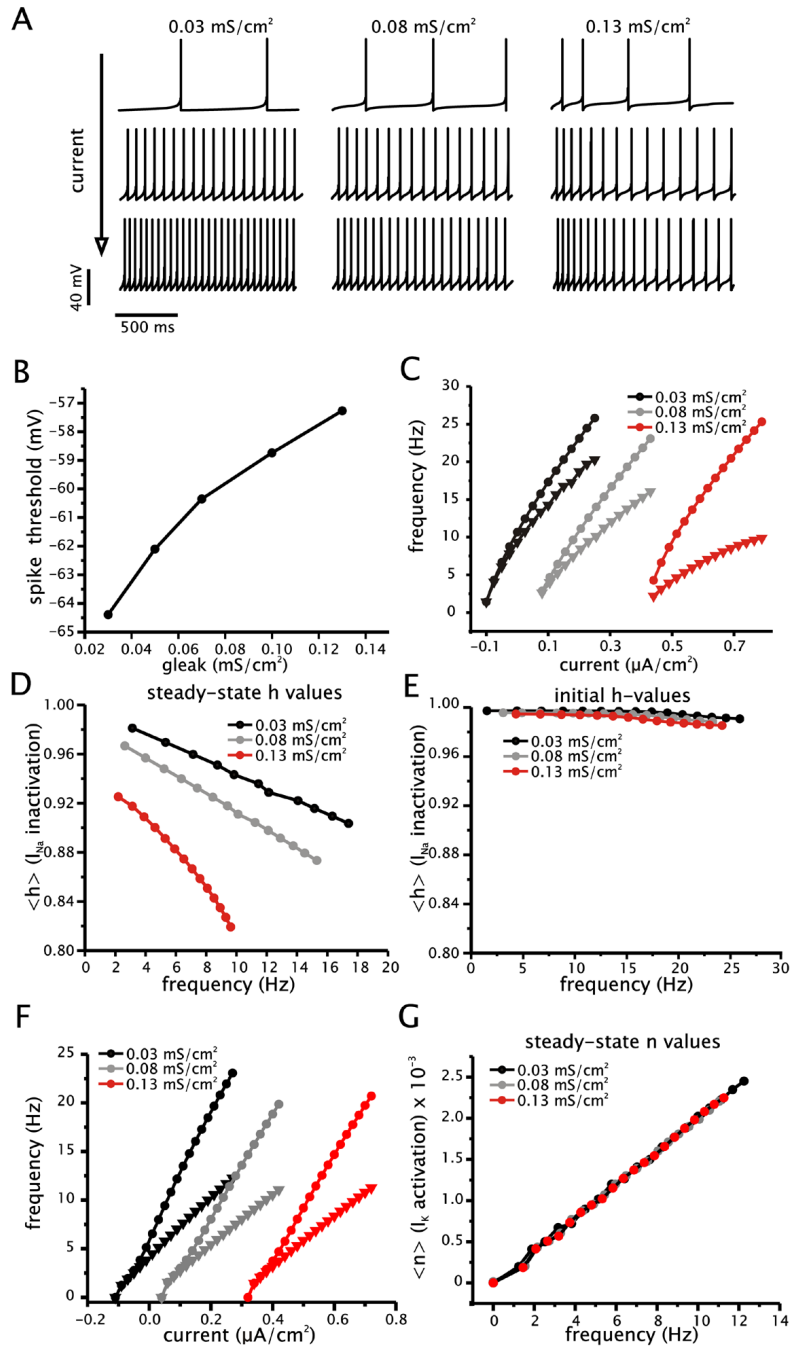 A
0.03 mS/cm²
0.08 mS/cm²
0.13 mS/cm²
current
40 mV
500 ms
B
-57
-58
-59
-60
-61
-62
-63
-64
-65
0.02
0.04
0.06
0.08
0.10
0.12
0.14
spike threshold (mV)
gleak (mS/cm²)
C
30
25
20
15
10
5
0
-0.1
0.1
0.3
0.5
0.7
frequency (Hz)
current (µA/cm²)
0.03 mS/cm²
0.08 mS/cm²
0.13 mS/cm²
D
steady-state h values
1.00
0.96
0.92
0.88
0.84
0.80
0
2
4
6
8
10
12
14
16
18
20
<h> (INa inactivation)
frequency (Hz)
0.03 mS/cm²
0.08 mS/cm²
0.13 mS/cm²
E
initial h-values
1.00
0.96
0.92
0.88
0.84
0.80
0
5
10
15
20
25
30
<h> (INa inactivation)
frequency (Hz)
0.03 mS/cm²
0.08 mS/cm²
0.13 mS/cm²
F
25
20
15
10
5
0
-0.2
0.0
0.2
0.4
0.6
0.8
frequency (Hz)
current (µA/cm²)
0.03 mS/cm²
0.08 mS/cm²
0.13 mS/cm²
G
steady-state n values
2.5
2.0
1.5
1.0
0.5
0
0
2
4
6
8
10
12
14
<n> (IK activation) x 10⁻³
frequency (Hz)
0.03 mS/cm²
0.08 mS/cm²
0.13 mS/cm²